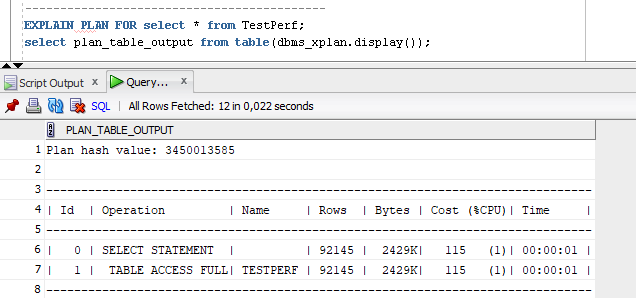 ------------------------------------------
EXPLAIN PLAN FOR select * from TestPerf;
select plan_table_output from table(dbms_xplan.display());
Script Output x Query... x
SQL | All Rows Fetched: 12 in 0,022 seconds
PLAN_TABLE_OUTPUT
1 Plan hash value: 3450013585
2
3 ------------------------------------------------------------------------------
4 | Id | Operation | Name | Rows | Bytes | Cost (%CPU)| Time |
5 ------------------------------------------------------------------------------
6 | 0 | SELECT STATEMENT | | 92145 | 2429K| 115 (1)| 00:00:01 |
7 | 1 | TABLE ACCESS FULL| TESTPERF | 92145 | 2429K| 115 (1)| 00:00:01 |
8 ------------------------------------------------------------------------------